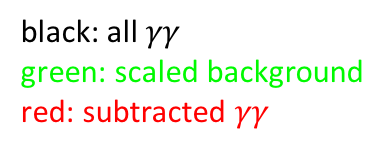 black: all 𝛾𝛾
green: scaled background
red: subtracted 𝛾𝛾